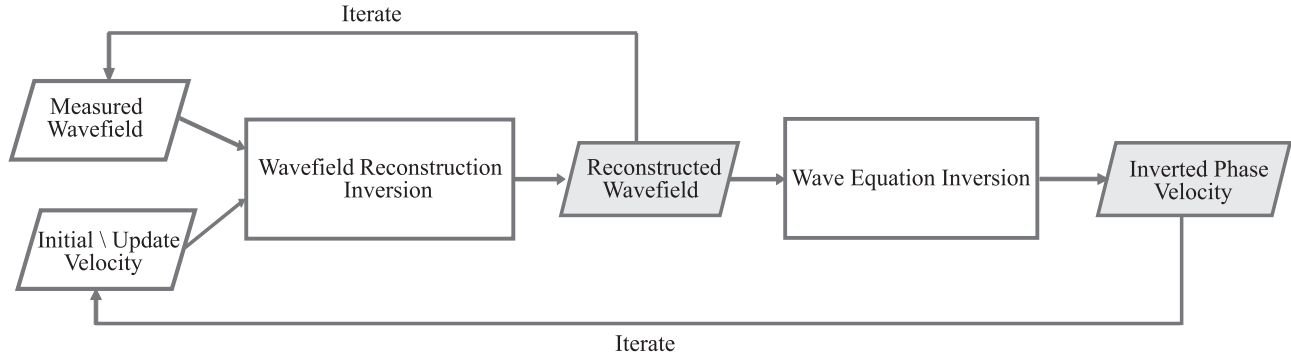 Iterate
Measured
Wavefield
Wavefield Reconstruction
Inversion
Reconstructed
Wavefield
Wave Equation Inversion
Inverted Phase
Velocity
Initial \ Update
Velocity
Iterate